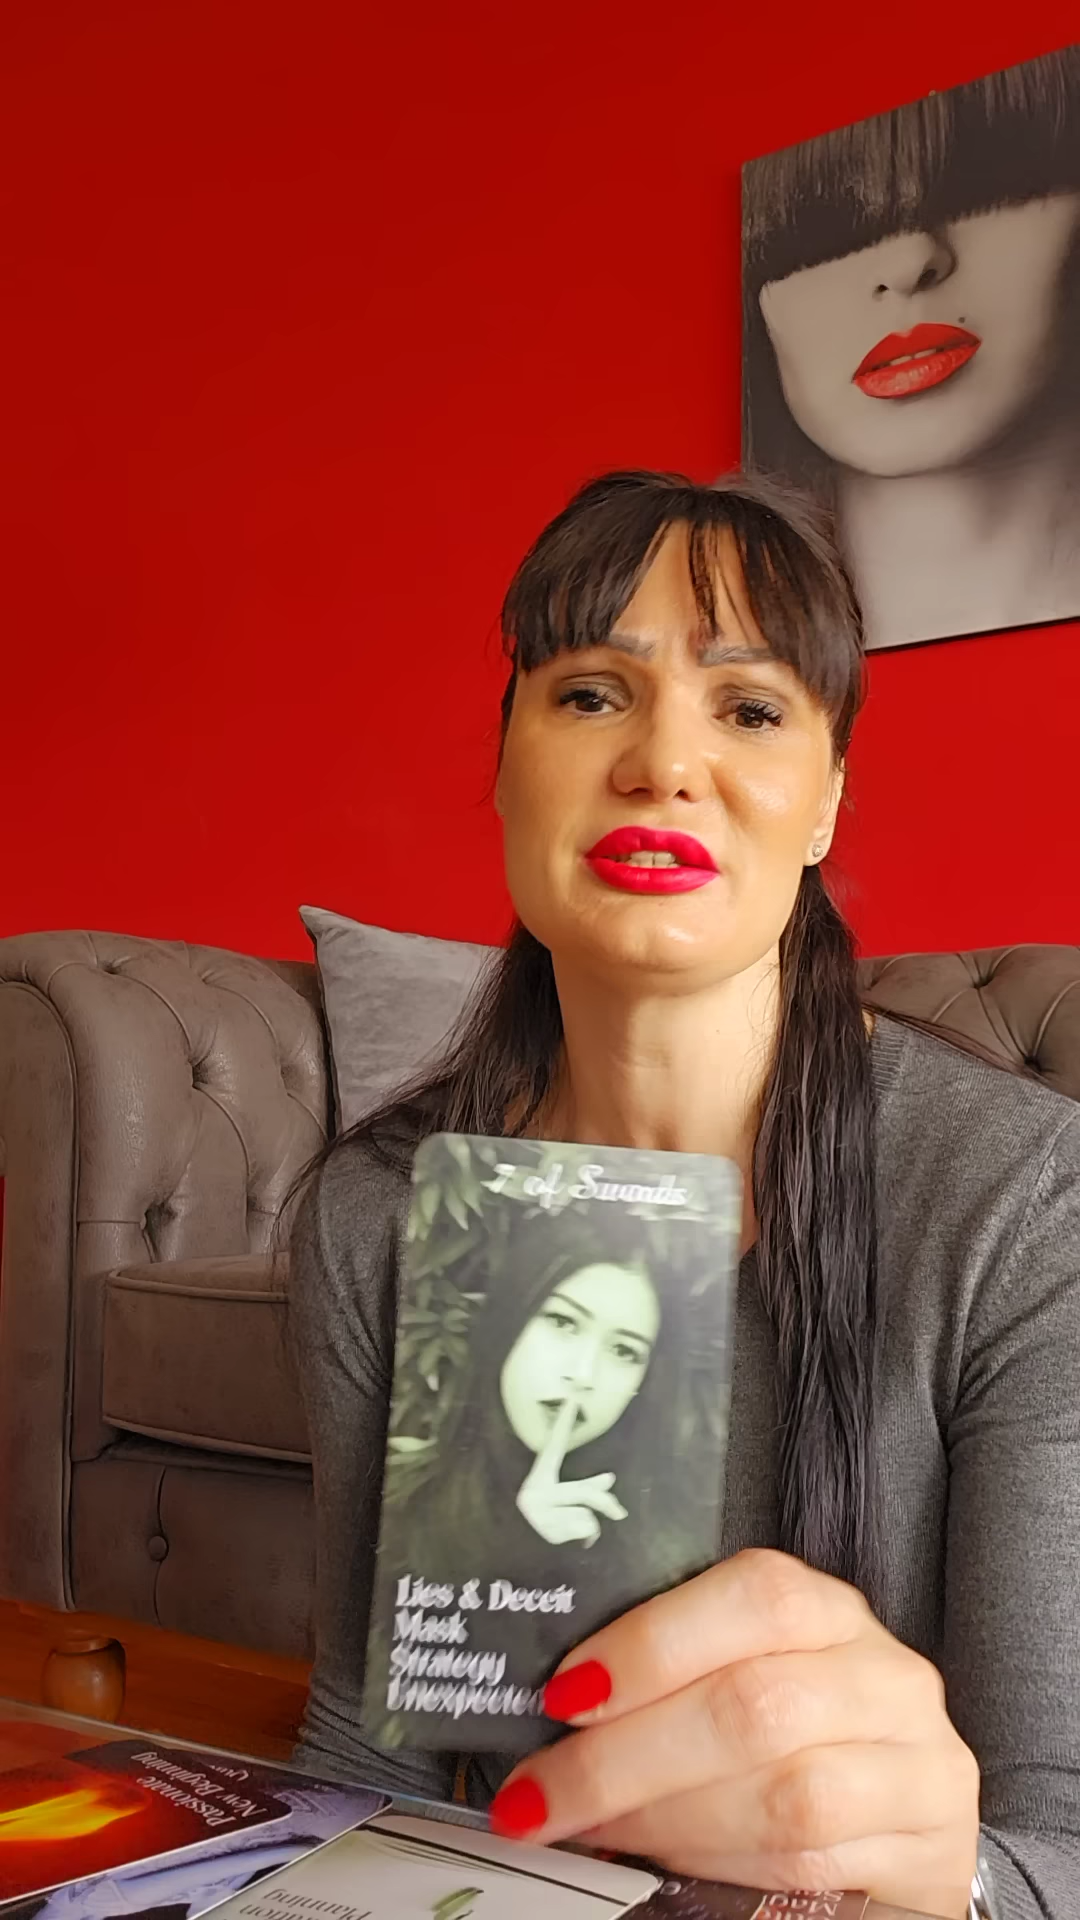 7 of Swords
Lies & Deceit
Mask
Strategy
Unexpected
Passionate
New Beginning
Planning